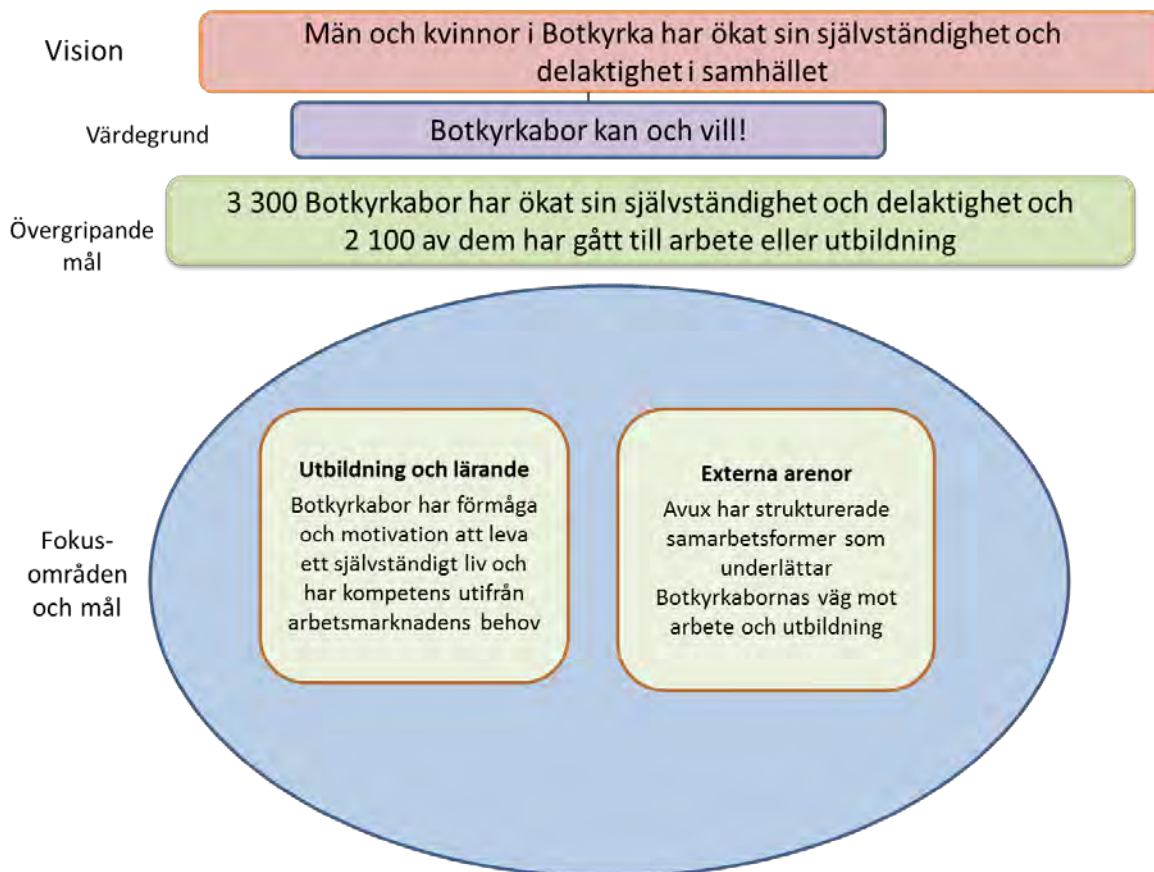 Vision
Män och kvinnor i Botkyrka har ökat sin självständighet och
delaktighet i samhället
Värdegrund
Botkyrkabor kan och vill!
Övergripande
mål
3 300 Botkyrkabor har ökat sin självständighet och delaktighet och
2 100 av dem har gått till arbete eller utbildning
Fokus-
områden
och mål
Utbildning och lärande
Botkyrkabor har förmåga
och motivation att leva
ett självständigt liv och
har kompetens utifrån
arbetsmarknadens behov
Externa arenor
Avux har strukturerade
samarbetsformer som
underlättar
Botkyrkabornas väg mot
arbete och utbildning